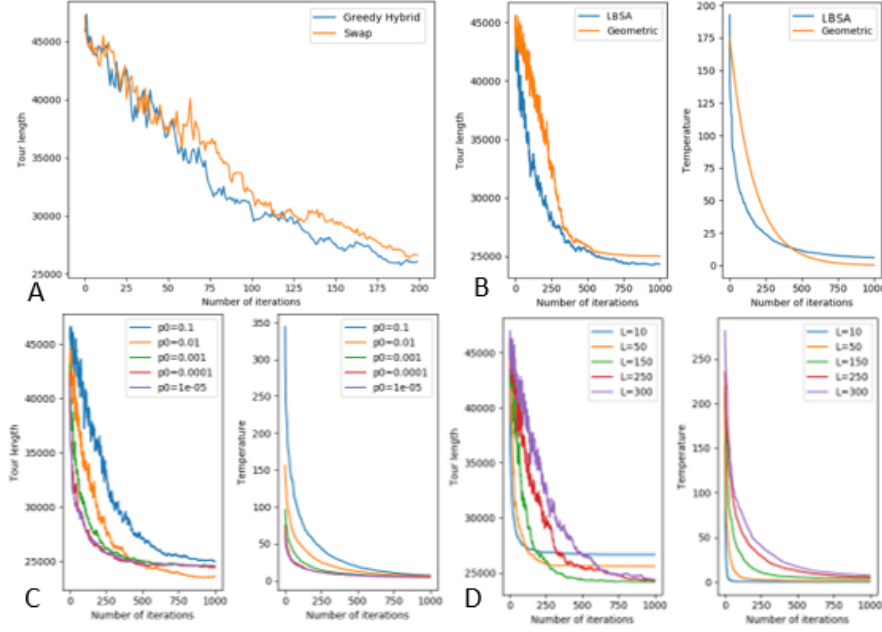 Greedy Hybrid
Swap
45000
40000
35000
30000
25000
Tour length
0 25 50 75 100 125 150 175 200
Number of iterations
A
LBSA
Geometric
45000
40000
35000
30000
25000
Tour length
0 250 500 750 1000
Number of iterations
B
LBSA
Geometric
200
175
150
125
100
75
50
25
0
Temperature
0 250 500 750 1000
p0=0.1
p0=0.01
p0=0.001
p0=0.0001
p0=1e-05
45000
40000
35000
30000
25000
Tour length
0 250 500 750 1000
Number of iterations
C
p0=0.1
p0=0.01
p0=0.001
p0=0.0001
p0=1e-05
350
300
250
200
150
100
50
0
Temperature
0 250 500 750 1000
Number of iterations
L=10
L=50
L=150
L=250
L=300
45000
40000
35000
30000
25000
Tour length
0 250 500 750 1000
Number of iterations
D
L=10
L=50
L=150
L=250
L=300
250
200
150
100
50
0
Temperature
0 250 500 750 1000
Number of iterations